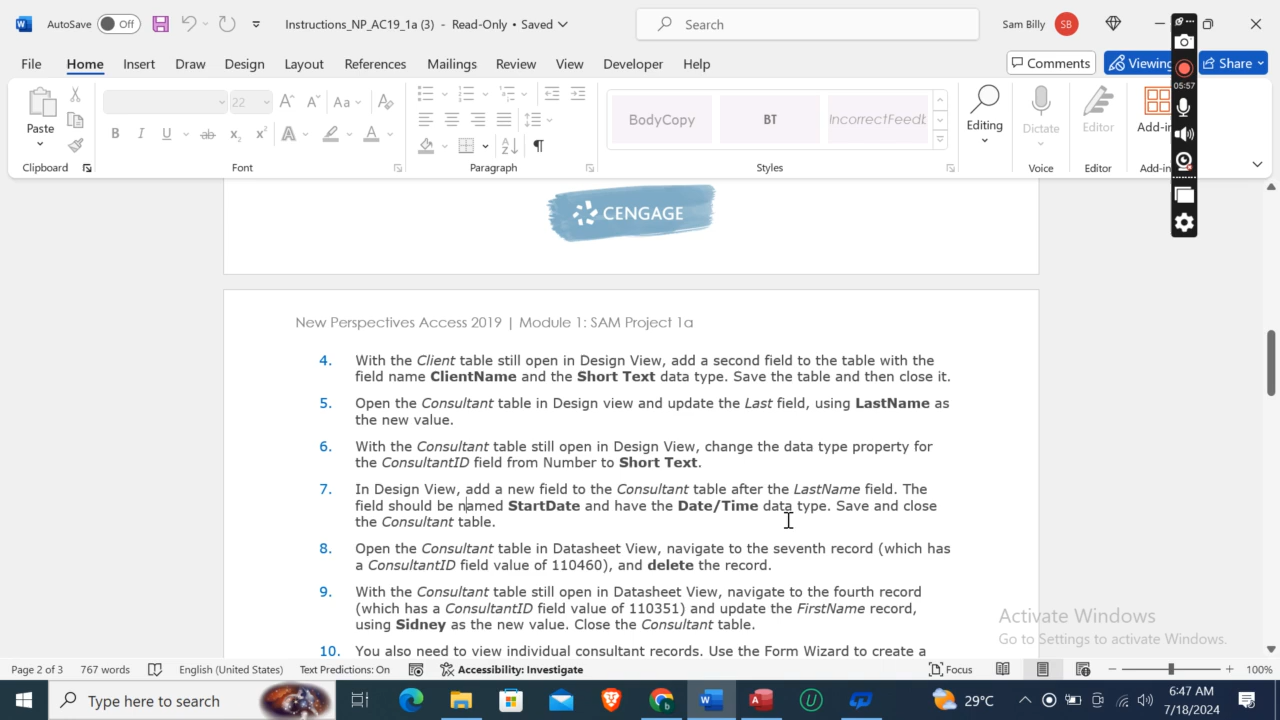 AutoSave Off Instructions_NP_AC19_1a (3) - Read-Only • Saved Search Sam Billy SB
File Home Insert Draw Design Layout References Mailings Review View Developer Help Comments Viewing Share
05:57
Paste 22 Aa BodyCopy BT IncorrectFeedb Editing Dictate Editor Add-in
Clipboard Font Paragraph Styles Voice Editor Add-in
CENGAGE
New Perspectives Access 2019 | Module 1: SAM Project 1a
4. With the Client table still open in Design View, add a second field to the table with the
field name ClientName and the Short Text data type. Save the table and then close it.
5. Open the Consultant table in Design view and update the Last field, using LastName as
the new value.
6. With the Consultant table still open in Design View, change the data type property for
the ConsultantID field from Number to Short Text.
7. In Design View, add a new field to the Consultant table after the LastName field. The
field should be named StartDate and have the Date/Time data type. Save and close
the Consultant table.
8. Open the Consultant table in Datasheet View, navigate to the seventh record (which has
a ConsultantID field value of 110460), and delete the record.
9. With the Consultant table still open in Datasheet View, navigate to the fourth record
(which has a ConsultantID field value of 110351) and update the FirstName record,
using Sidney as the new value. Close the Consultant table.
10. You also need to view individual consultant records. Use the Form Wizard to create a
Activate Windows
Go to Settings to activate Windows.
Page 2 of 3 767 words English (United States) Text Predictions: On Accessibility: Investigate Focus 100%
Type here to search 29°C 6:47 AM
7/18/2024